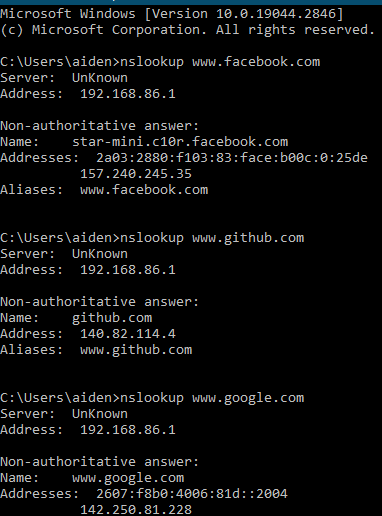 Microsoft Windows [Version 10.0.19044.2846]
(c) Microsoft Corporation. All rights reserved.
C:\Users\aiden>nslookup www.facebook.com
Server:  UnKnown
Address:  192.168.86.1
Non-authoritative answer:
Name:    star-mini.c10r.facebook.com
Addresses:  2a03:2880:f103:83:face:b00c:0:25de
157.240.245.35
Aliases:  www.facebook.com
C:\Users\aiden>nslookup www.github.com
Server:  UnKnown
Address:  192.168.86.1
Non-authoritative answer:
Name:    github.com
Address:  140.82.114.4
Aliases:  www.github.com
C:\Users\aiden>nslookup www.google.com
Server:  UnKnown
Address:  192.168.86.1
Non-authoritative answer:
Name:    www.google.com
Addresses:  2607:f8b0:4006:81d::2004
142.250.81.228